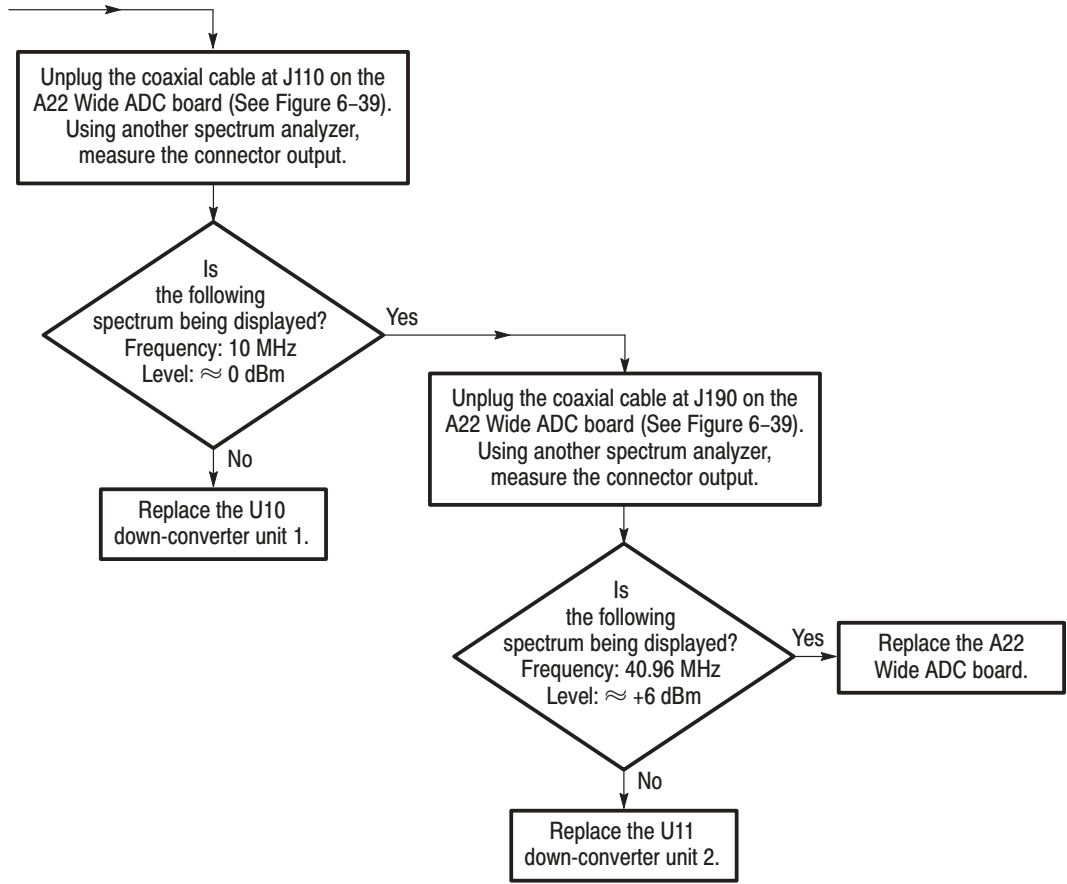 Unplug the coaxial cable at J110 on the
A22 Wide ADC board (See Figure 6–39).
Using another spectrum analyzer,
measure the connector output.
Is
the following
spectrum being displayed?
Frequency: 10 MHz
Level: ≈ 0 dBm
Yes
No
Replace the U10
down-converter unit 1.
Unplug the coaxial cable at J190 on the
A22 Wide ADC board (See Figure 6–39).
Using another spectrum analyzer,
measure the connector output.
Is
the following
spectrum being displayed?
Frequency: 40.96 MHz
Level: ≈ +6 dBm
Yes
Replace the A22
Wide ADC board.
No
Replace the U11
down-converter unit 2.